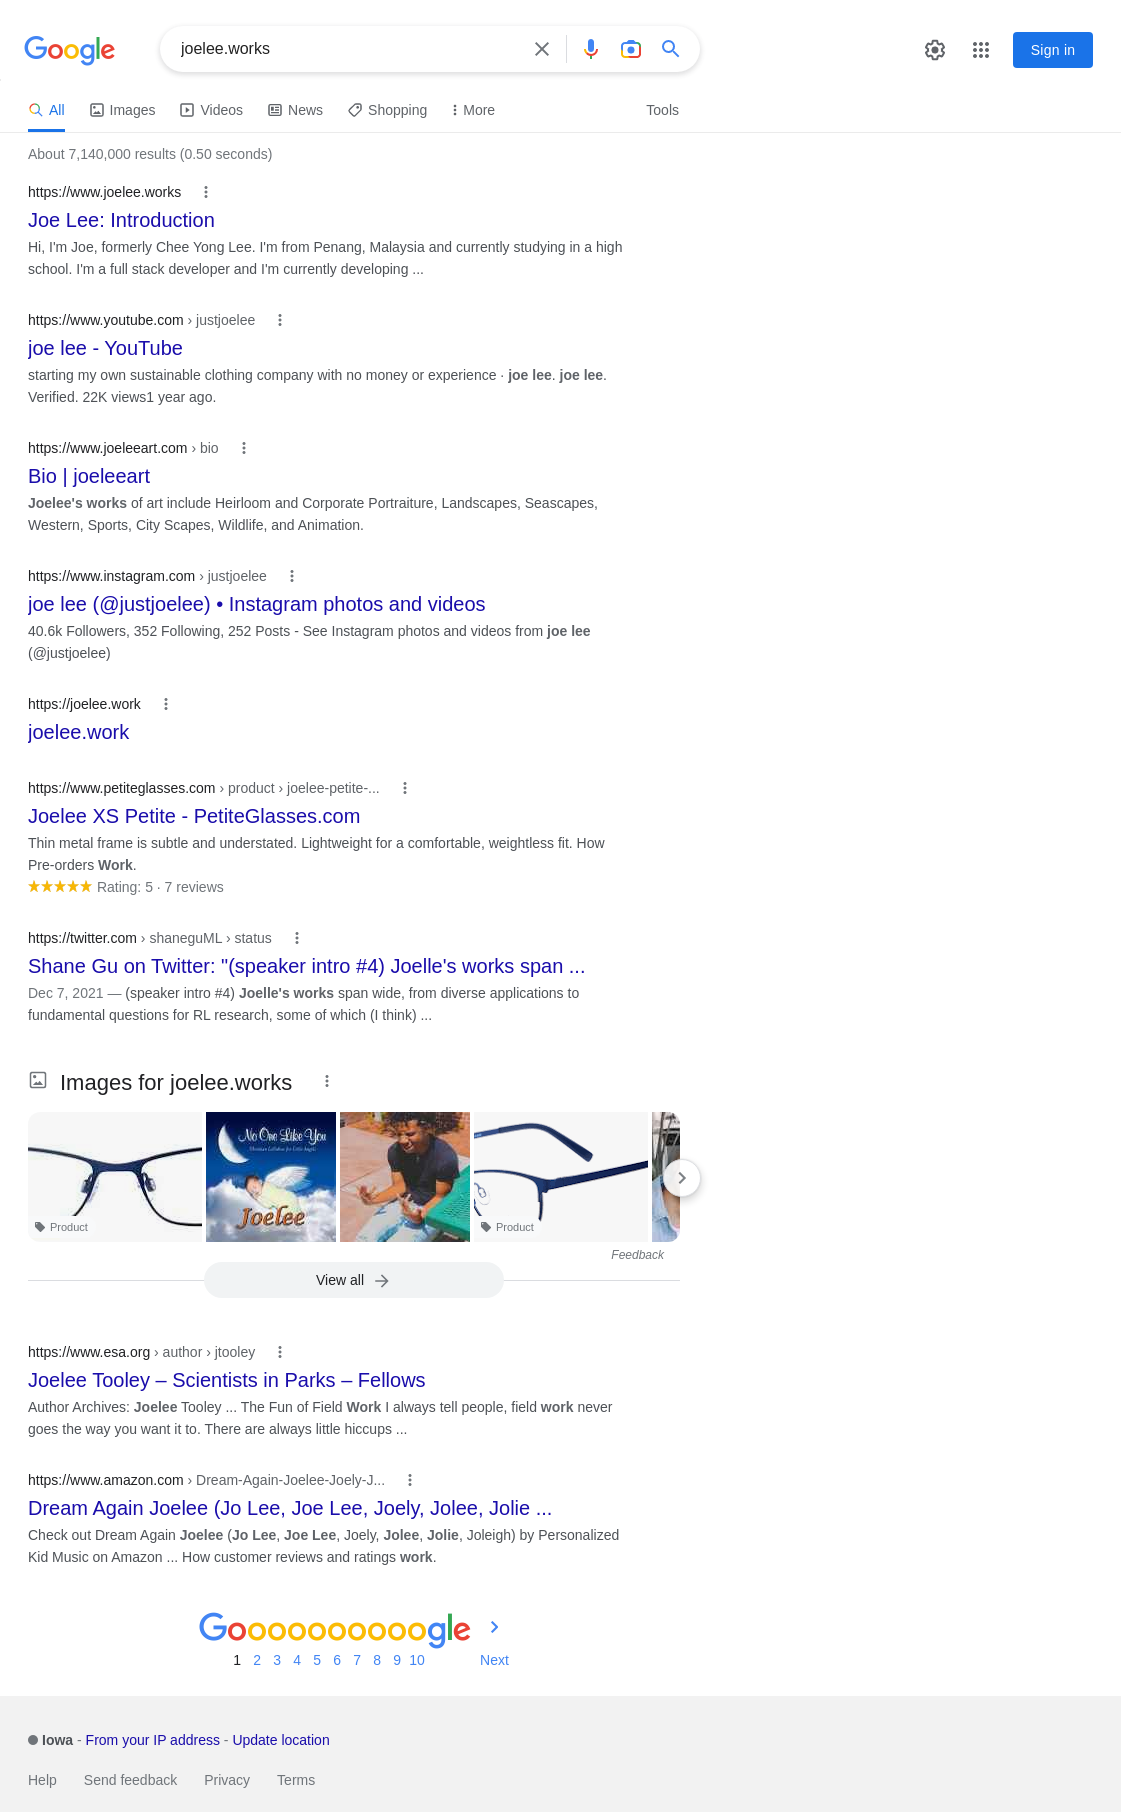 Google
joelee.works
Sign in
All
Images
Videos
News
Shopping
More
Tools
About 7,140,000 results (0.50 seconds)
https://www.joelee.works
Joe Lee: Introduction
Hi, I'm Joe, formerly Chee Yong Lee. I'm from Penang, Malaysia and currently studying in a high
school. I'm a full stack developer and I'm currently developing ...
https://www.youtube.com › justjoelee
joe lee - YouTube
starting my own sustainable clothing company with no money or experience · joe lee. joe lee.
Verified. 22K views1 year ago.
https://www.joeleeart.com › bio
Bio | joeleeart
Joelee's works of art include Heirloom and Corporate Portraiture, Landscapes, Seascapes,
Western, Sports, City Scapes, Wildlife, and Animation.
https://www.instagram.com › justjoelee
joe lee (@justjoelee) • Instagram photos and videos
40.6k Followers, 352 Following, 252 Posts - See Instagram photos and videos from joe lee
(@justjoelee)
https://joelee.work
joelee.work
https://www.petiteglasses.com › product › joelee-petite-...
Joelee XS Petite - PetiteGlasses.com
Thin metal frame is subtle and understated. Lightweight for a comfortable, weightless fit. How
Pre-orders Work.
Rating: 5 · 7 reviews
https://twitter.com › shaneguML › status
Shane Gu on Twitter: "(speaker intro #4) Joelle's works span ...
Dec 7, 2021 — (speaker intro #4) Joelle's works span wide, from diverse applications to
fundamental questions for RL research, some of which (I think) ...
Images for joelee.works
No One Like You
Joelee
Product
Product
Feedback
View all
https://www.esa.org › author › jtooley
Joelee Tooley – Scientists in Parks – Fellows
Author Archives: Joelee Tooley ... The Fun of Field Work I always tell people, field work never
goes the way you want it to. There are always little hiccups ...
https://www.amazon.com › Dream-Again-Joelee-Joely-J...
Dream Again Joelee (Jo Lee, Joe Lee, Joely, Jolee, Jolie ...
Check out Dream Again Joelee (Jo Lee, Joe Lee, Joely, Jolee, Jolie, Joleigh) by Personalized
Kid Music on Amazon ... How customer reviews and ratings work.
Goooooooooogle
1 2 3 4 5 6 7 8 9 10 Next
Iowa - From your IP address - Update location
Help Send feedback Privacy Terms